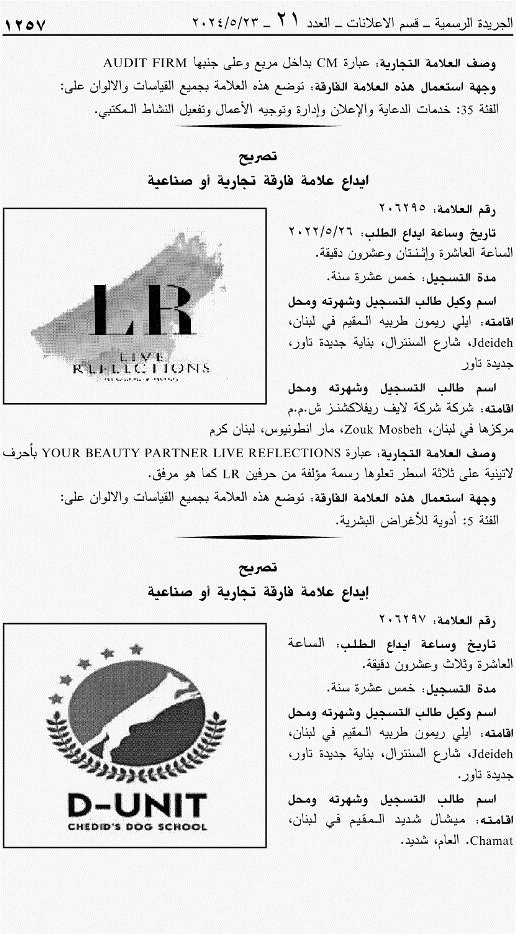 الجريدة الرسمية ــ قسم الاعلانات ــ العدد ٢١ ــ ٢٠٢٤/٥/٢٣
١٢٥٧
وصف العلامة التجارية: عبارة CM بداخل مربع وعلى جنبها AUDIT FIRM
وجهة استعمال هذه العلامة الفارقة: توضع هذه العلامة بجميع القياسات والالوان على:
الفئة 35: خدمات الدعاية والإعلان وإدارة وتوجيه الأعمال وتفعيل النشاط المكتبي.
تصريح
ايداع علامة فارقة تجارية أو صناعية
رقم العلامة: ٢٠٦٢٩٥
تاريخ وساعة ايداع الطلب: ٢٠٢٢/٥/٢٦
الساعة العاشرة وإثنتان وعشرون دقيقة.
مدة التسجيل: خمس عشرة سنة.
اسم وكيل طالب التسجيل وشهرته ومحل
اقامته: ايلي ريمون طربيه المقيم في لبنان،
Jdeideh، شارع السنترال، بناية جديدة تاور،
جديدة تاور
اسم طالب التسجيل وشهرته ومحل
اقامته: شركة شركة لايف ريفلاكشنز ش.م.م
مركزها في لبنان، Zouk Mosbeh، مار انطونيوس، لبنان كرم
LR
LIVE
REFLECTIONS
وصف العلامة التجارية: عبارة YOUR BEAUTY PARTNER LIVE REFLECTIONS بأحرف
لاتينية على ثلاثة اسطر تعلوها رسمة مؤلفة من حرفين LR كما هو مرفق.
وجهة استعمال هذه العلامة الفارقة: توضع هذه العلامة بجميع القياسات والالوان على:
الفئة 5: أدوية للأغراض البشرية.
تصريح
إيداع علامة فارقة تجارية أو صناعية
رقم العلامة: ٢٠٦٢٩٧
تاريخ وساعة ايداع الطلب: الساعة
العاشرة وثلاث وعشرون دقيقة.
مدة التسجيل: خمس عشرة سنة.
اسم وكيل طالب التسجيل وشهرته ومحل
اقامته: ايلي ريمون طربيه المقيم في لبنان،
Jdeideh، شارع السنترال، بناية جديدة تاور،
جديدة تاور.
اسم طالب التسجيل وشهرته ومحل
اقامته: ميشال شديد المقيم في لبنان،
Chamat. العام، شديد.
D-UNIT
CHEDID'S DOG SCHOOL